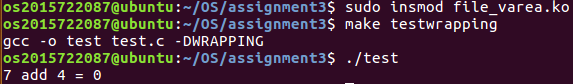 os2015722087@ubuntu:~/OS/assignment3$ sudo insmod file_varea.ko
os2015722087@ubuntu:~/OS/assignment3$ make testwrapping
gcc -o test test.c -DWRAPPING
os2015722087@ubuntu:~/OS/assignment3$ ./test
7 add 4 = 0